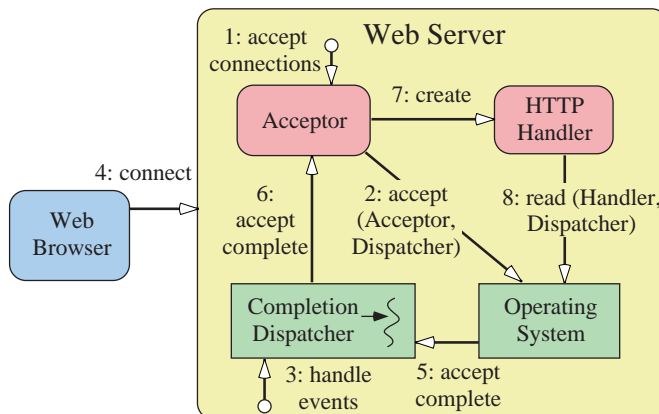 Web Server
1: accept
connections
Acceptor
7: create
HTTP
Handler
4: connect
Web
Browser
6:
accept
complete
2: accept
(Acceptor,
Dispatcher)
8: read (Handler,
Dispatcher)
Completion
Dispatcher
Operating
System
3: handle
events
5: accept
complete